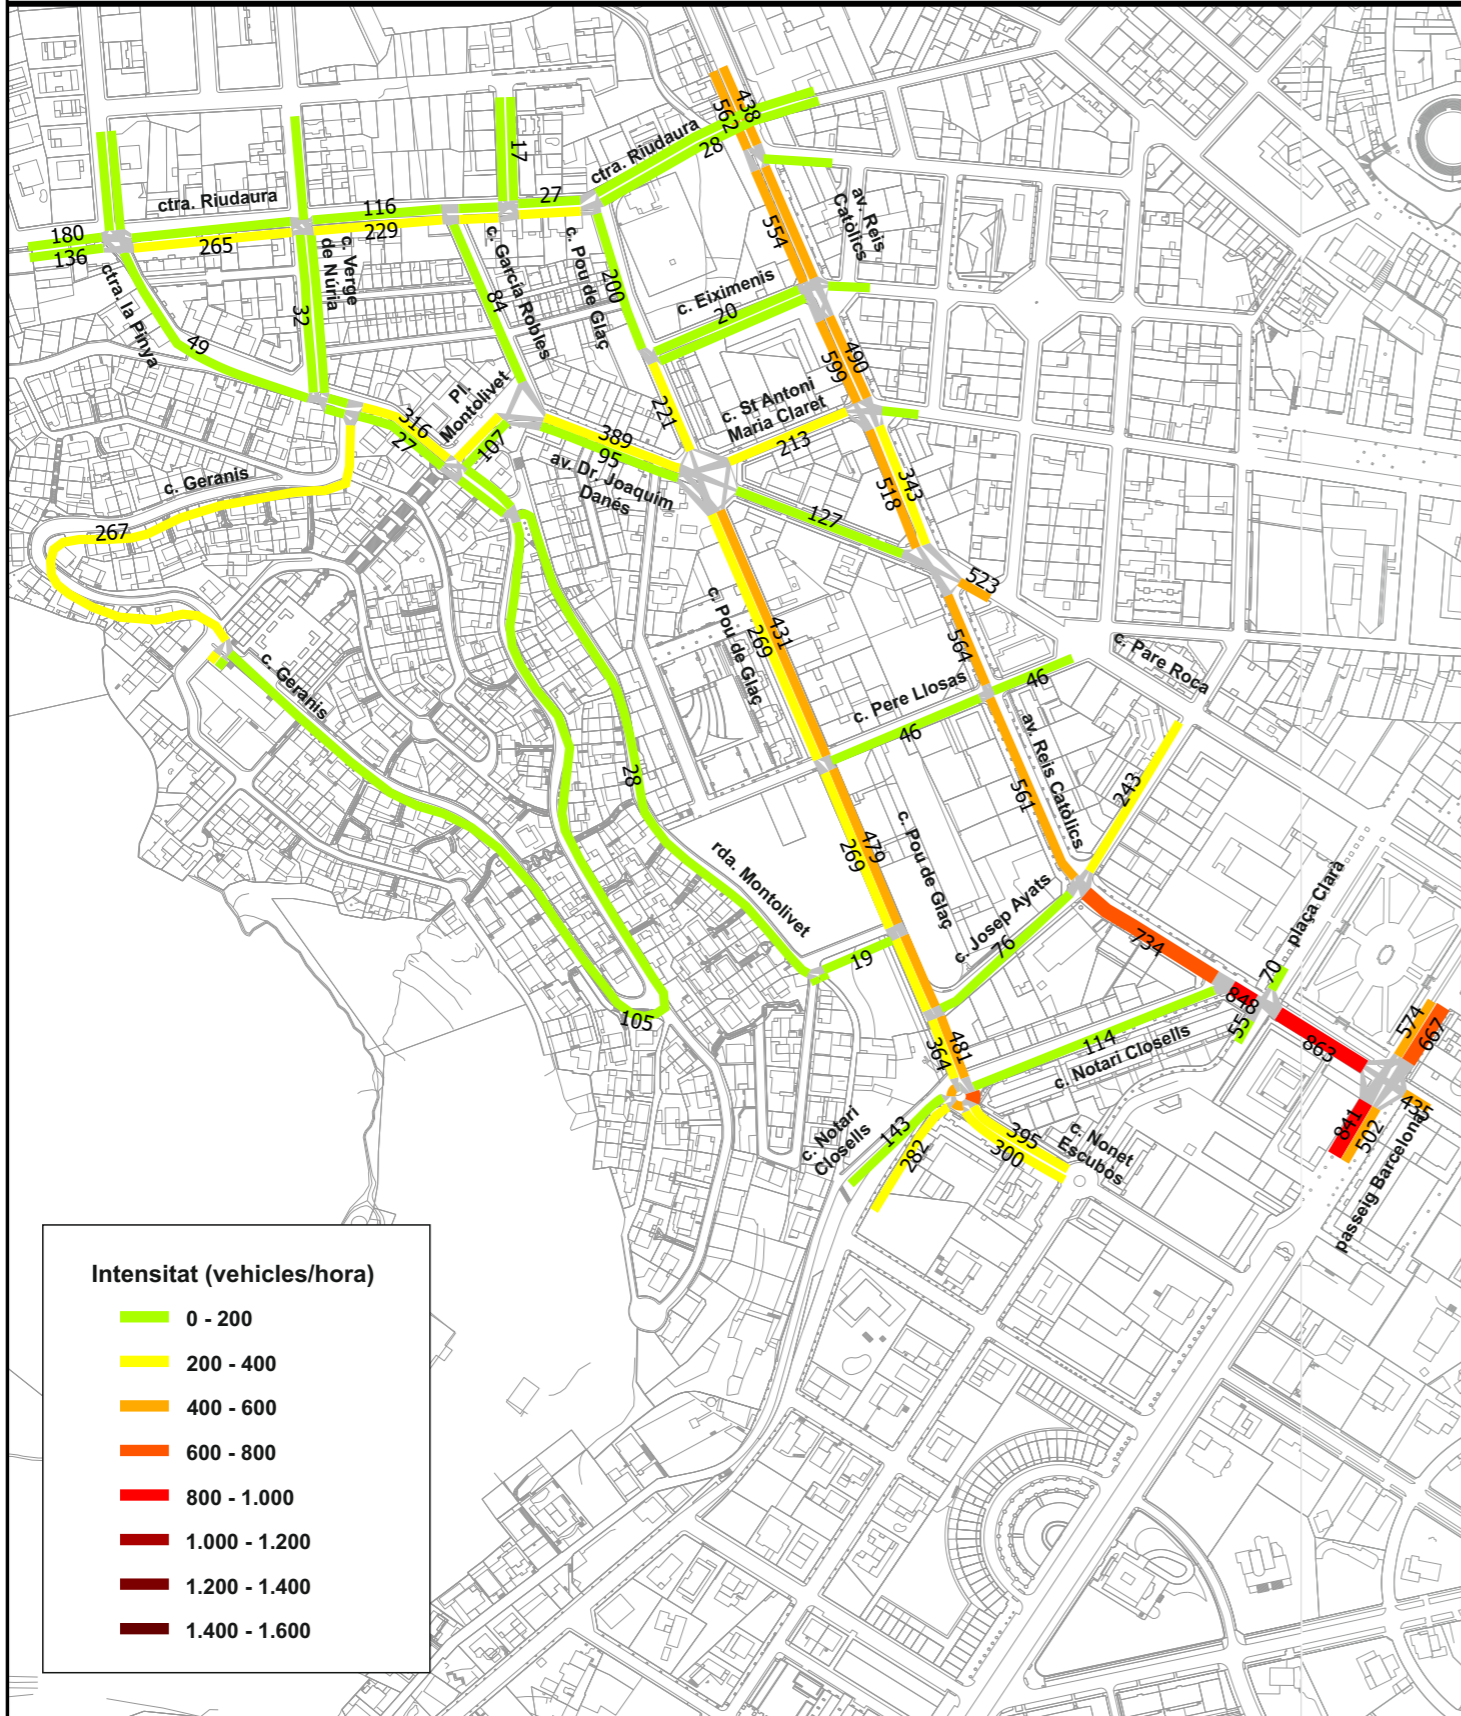 438
562
28
ctra. Riudaura
17
27
ctra. Riudaura
116
229
180
136
265
554
av. Reis
Catòlics
c. Verge
de Núria
c. García Robles
c. Pou de Glaç
200
84
32
ctra. la Pinya
49
c. Eiximenis
20
490
599
Pl.
Montolivet
316
27
107
389
95
221
c. St Antoni
Maria Claret
213
av. Dr. Joaquim
Danés
343
518
127
523
c. Geranis
267
c. Geranis
c. Pou de Glaç
431
269
564
c. Pere Llosas
46
46
c. Pare Roca
28
av. Reis Catòlics
561
243
479
269
c. Pou de Glaç
rda. Montolivet
19
c. Josep Ayats
76
734
plaça Clarà
70
848
55
863
574
667
435
841
502
passeig Barcelona
105
481
364
114
c. Notari Closells
143
282
c. Notari
Closells
395
300
c. Nonet
Escubós
Intensitat (vehicles/hora)
0 - 200
200 - 400
400 - 600
600 - 800
800 - 1.000
1.000 - 1.200
1.200 - 1.400
1.400 - 1.600